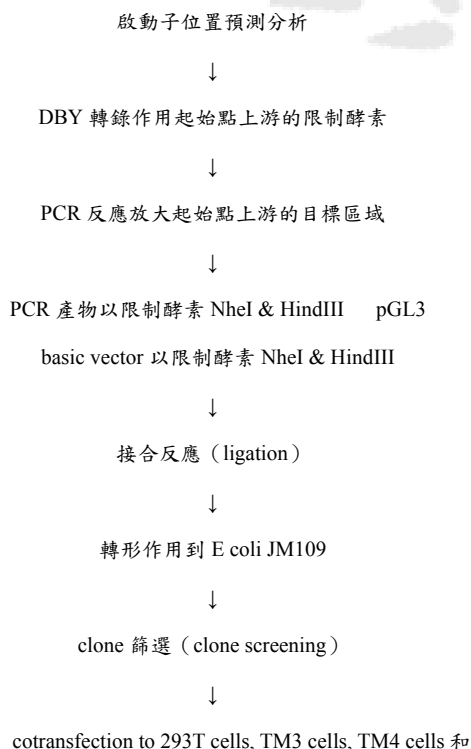 啟動子位置預測分析
↓
DBY 轉錄作用起始點上游的限制酵素
↓
PCR 反應放大起始點上游的目標區域
↓
PCR 產物以限制酵素 NheI & HindIII pGL3
basic vector 以限制酵素 NheI & HindIII
↓
接合反應（ligation）
↓
轉形作用到 E coli JM109
↓
clone 篩選（clone screening）
↓
cotransfection to 293T cells, TM3 cells, TM4 cells 和